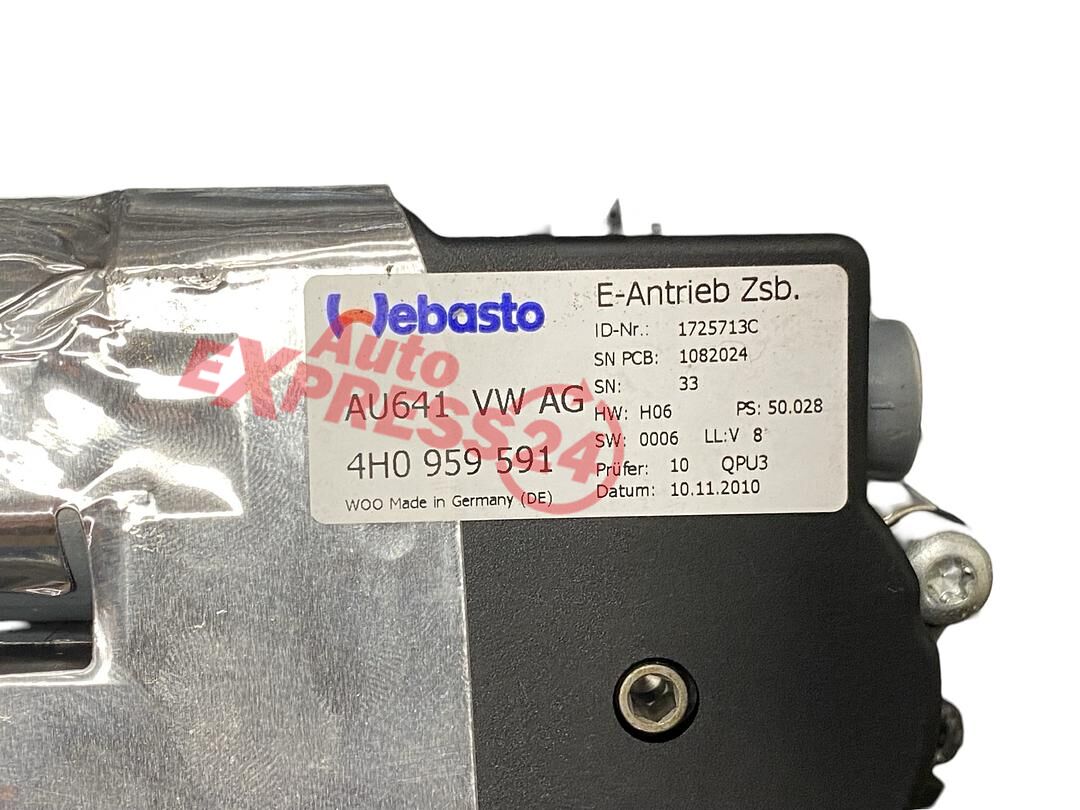 Webasto
AU641 VW AG
4H0 959 591
WOO Made in Germany (DE)
E-Antrieb Zsb.
ID-Nr.: 1725713C
SN PCB: 1082024
SN: 33
HW: H06 PS: 50.028
SW: 0006 LL:V 8
Prüfer: 10 QPU3
Datum: 10.11.2010
Auto
EXPRESS24